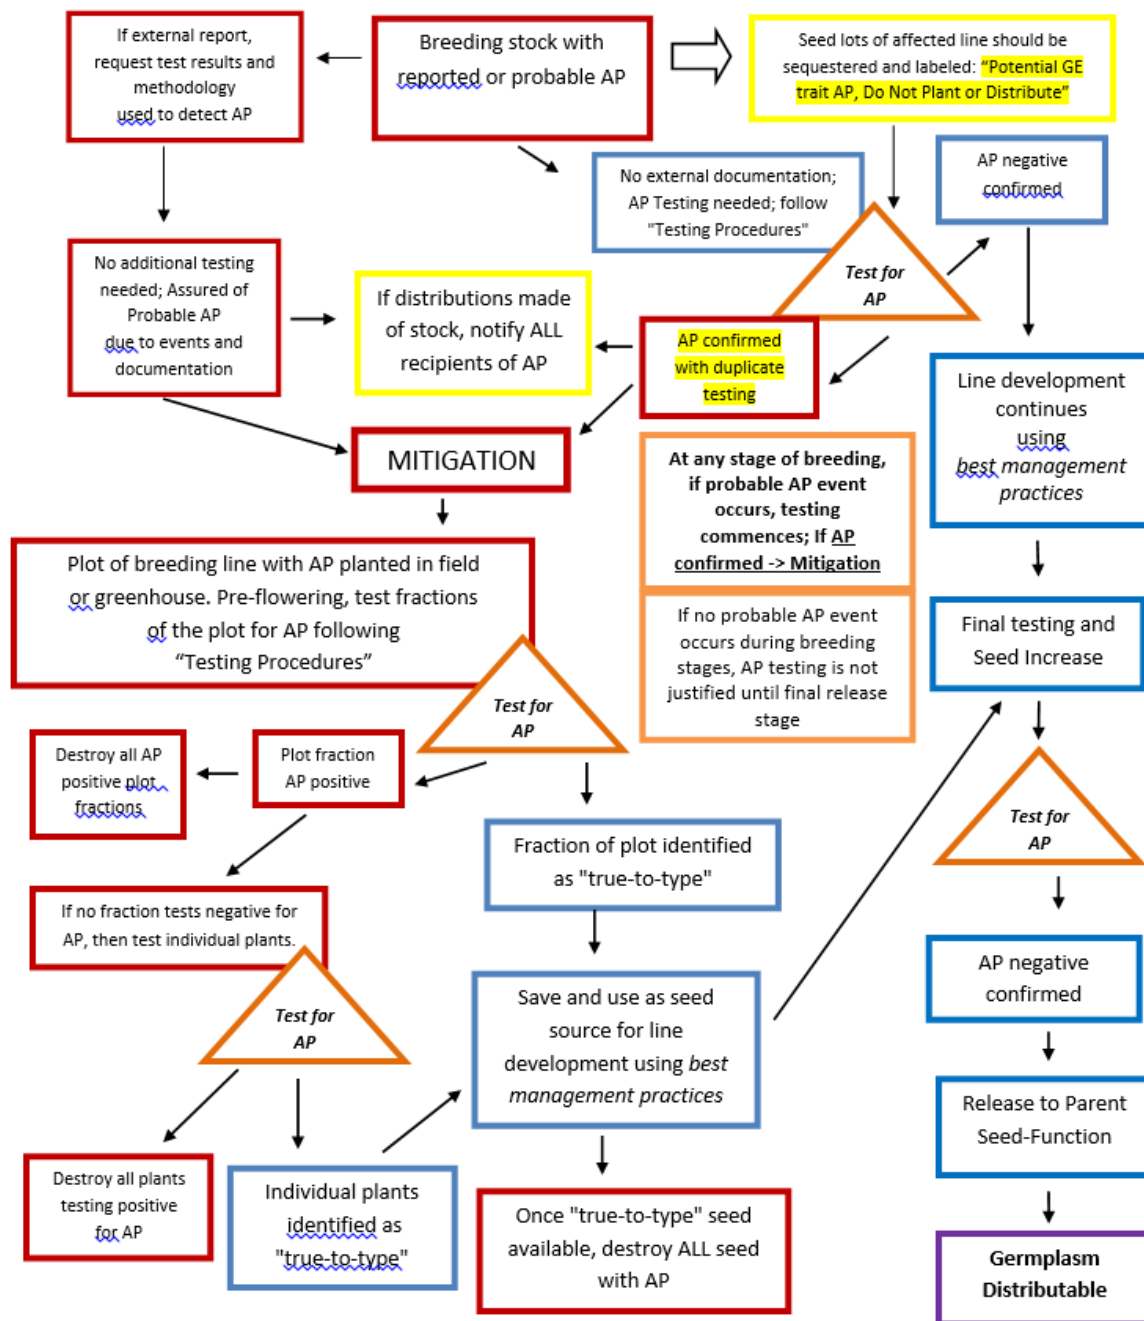 If external report,
request test results and
methodology
used to detect AP
Breeding stock with
reported or probable AP
Seed lots of affected line should be
sequestered and labeled: “Potential GE
trait AP, Do Not Plant or Distribute”
No external documentation;
AP Testing needed; follow
"Testing Procedures"
AP negative
confirmed
Test for
AP
No additional testing
needed; Assured of
Probable AP
due to events and
documentation
If distributions made
of stock, notify ALL
recipients of AP
AP confirmed
with duplicate
testing
Line development
continues
using
best management
practices
MITIGATION
At any stage of breeding,
if probable AP event
occurs, testing
commences; If AP
confirmed -> Mitigation
If no probable AP event
occurs during breeding
stages, AP testing is not
justified until final release
stage
Plot of breeding line with AP planted in field
or greenhouse. Pre-flowering, test fractions
of the plot for AP following
“Testing Procedures”
Test for
AP
Final testing and
Seed Increase
Destroy all AP
positive plot
fractions
Plot fraction
AP positive
Fraction of plot identified
as "true-to-type"
Test for
AP
If no fraction tests negative for
AP, then test individual plants.
Test for
AP
Save and use as seed
source for line
development using best
management practices
AP negative
confirmed
Release to Parent
Seed-Function
Destroy all plants
testing positive
for AP
Individual plants
identified as
"true-to-type"
Once "true-to-type" seed
available, destroy ALL seed
with AP
Germplasm
Distributable